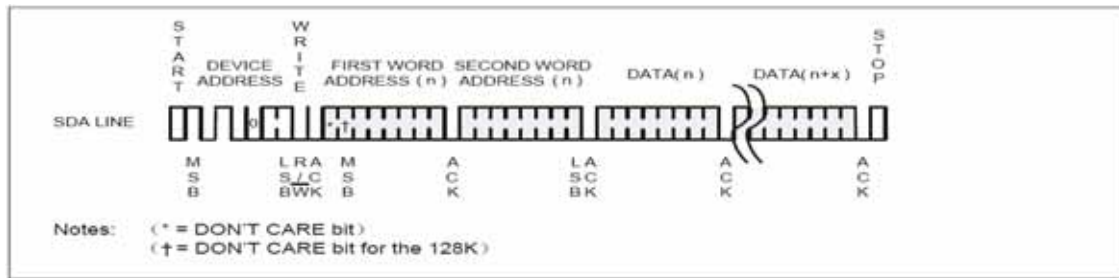 START
WRITE
STOP
DEVICE ADDRESS
FIRST WORD ADDRESS (n)
SECOND WORD ADDRESS (n)
DATA(n)
DATA(n+x)
SDA LINE
0
*
†
MSB
LSB
R/W
ACK
MSB
ACK
LSB
ACK
ACK
ACK
Notes: (* = DON'T CARE bit)
(† = DON'T CARE bit for the 128K)